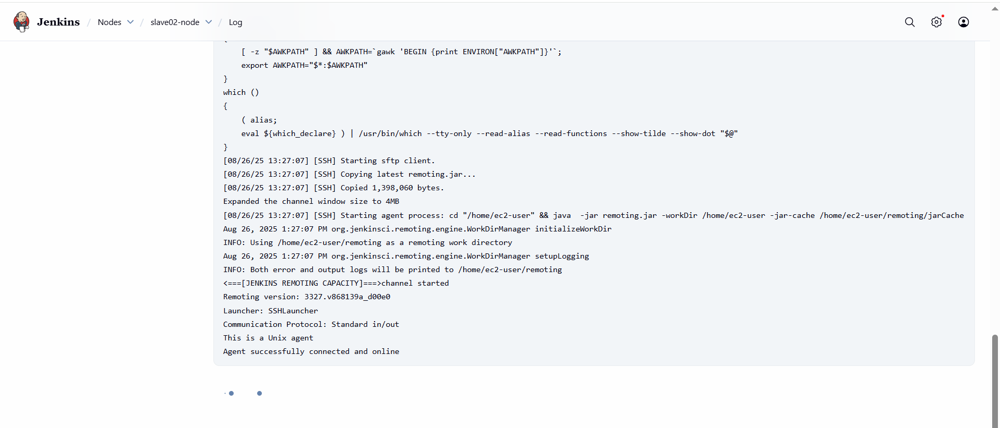 Jenkins / Nodes / slave02-node / Log
{
    [ -z "$AWKPATH" ] && AWKPATH=`gawk 'BEGIN {print ENVIRON["AWKPATH"]}'`;
    export AWKPATH="$*:$AWKPATH"
}
which ()
{
    ( alias;
    eval ${which_declare} ) | /usr/bin/which --tty-only --read-alias --read-functions --show-tilde --show-dot "$@"
}
[08/26/25 13:27:07] [SSH] Starting sftp client.
[08/26/25 13:27:07] [SSH] Copying latest remoting.jar...
[08/26/25 13:27:07] [SSH] Copied 1,398,060 bytes.
Expanded the channel window size to 4MB
[08/26/25 13:27:07] [SSH] Starting agent process: cd "/home/ec2-user" && java  -jar remoting.jar -workDir /home/ec2-user -jar-cache /home/ec2-user/remoting/jarCache
Aug 26, 2025 1:27:07 PM org.jenkinsci.remoting.engine.WorkDirManager initializeWorkDir
INFO: Using /home/ec2-user/remoting as a remoting work directory
Aug 26, 2025 1:27:07 PM org.jenkinsci.remoting.engine.WorkDirManager setupLogging
INFO: Both error and output logs will be printed to /home/ec2-user/remoting
<===[JENKINS REMOTING CAPACITY]===>channel started
Remoting version: 3327.v868139a_d00e0
Launcher: SSHLauncher
Communication Protocol: Standard in/out
This is a Unix agent
Agent successfully connected and online